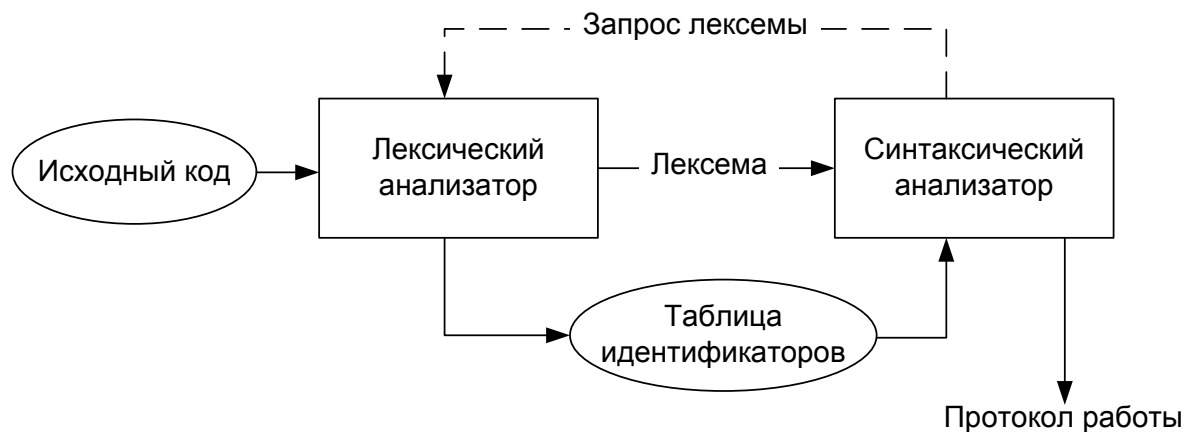 Запрос лексемы
Исходный код
Лексический
анализатор
Лексема
Синтаксический
анализатор
Таблица
идентификаторов
Протокол работы